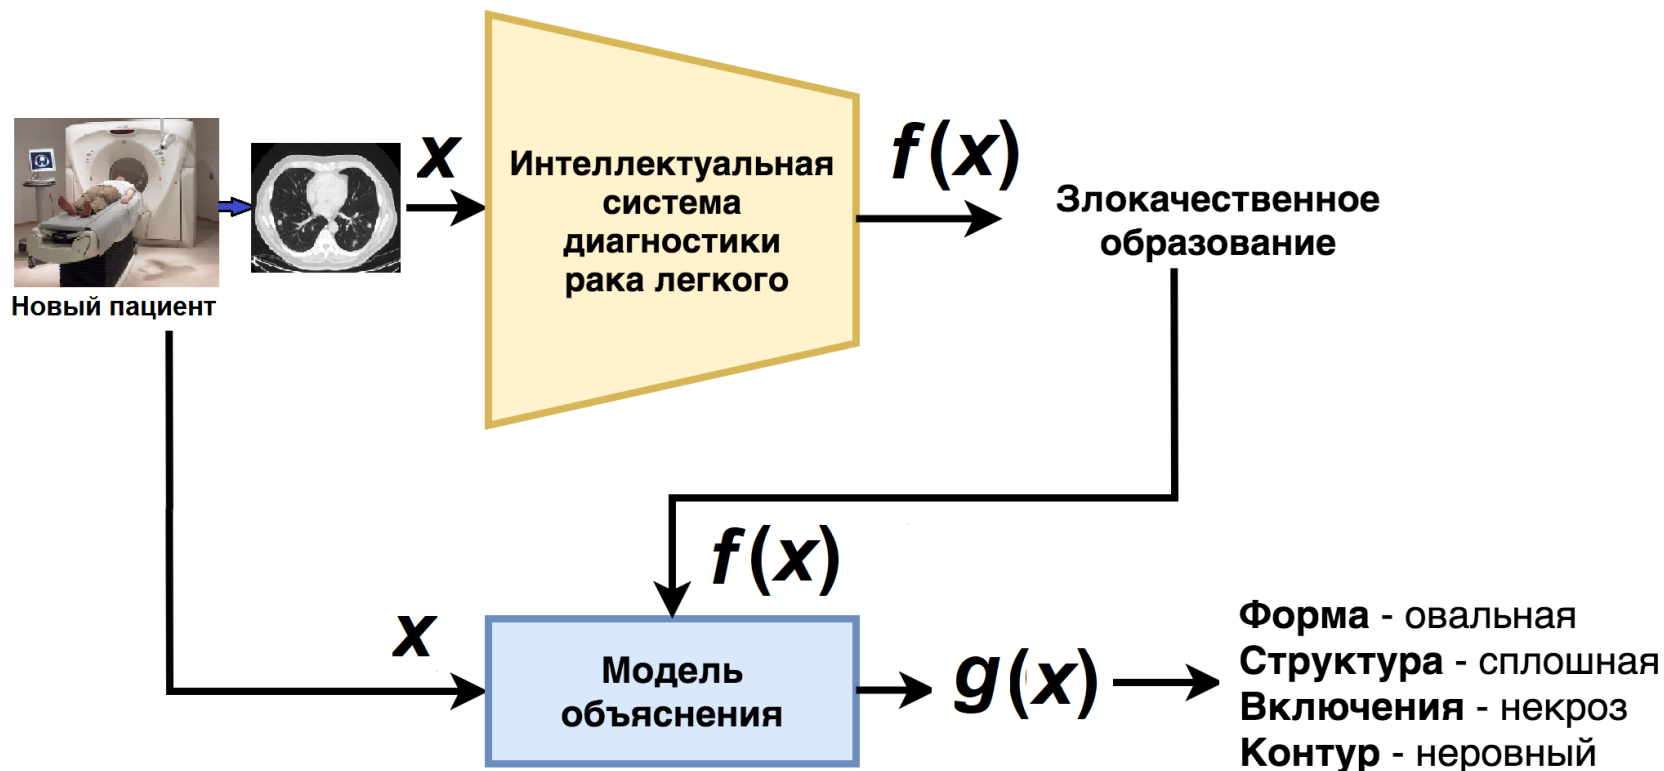 Новый пациент
x
Интеллектуальная
система
диагностики
рака легкого
f(x)
Злокачественное
образование
f(x)
x
Модель
объяснения
g(x)
Форма - овальная
Структура - сплошная
Включения - некроз
Контур - неровный